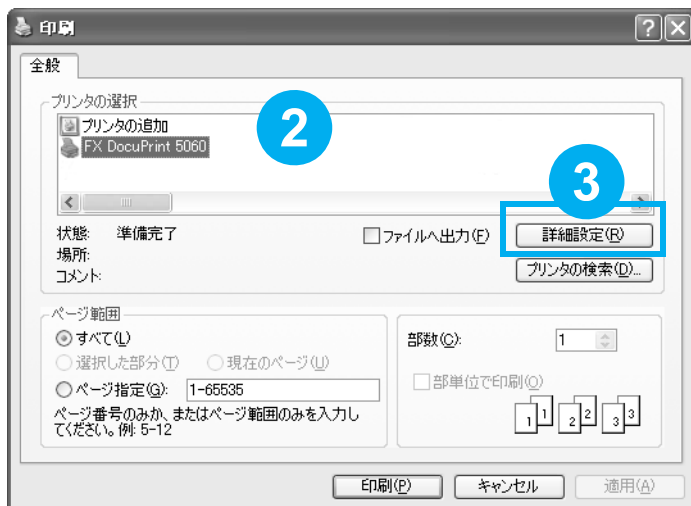 印刷
全般
プリンタの選択
プリンタの追加
FX DocuPrint 5060
2
3
状態: 準備完了
場所:
コメント:
ファイルへ出力(F)
詳細設定(R)
プリンタの検索(D)...
ページ範囲
すべて(L)
選択した部分(T) 現在のページ(U)
ページ指定(G): 1-65535
ページ番号のみか、またはページ範囲のみを入力し
てください。例: 5-12
部数(C): 1
部単位で印刷(O)
1 1 2 2 3 3
印刷(P) キャンセル 適用(A)